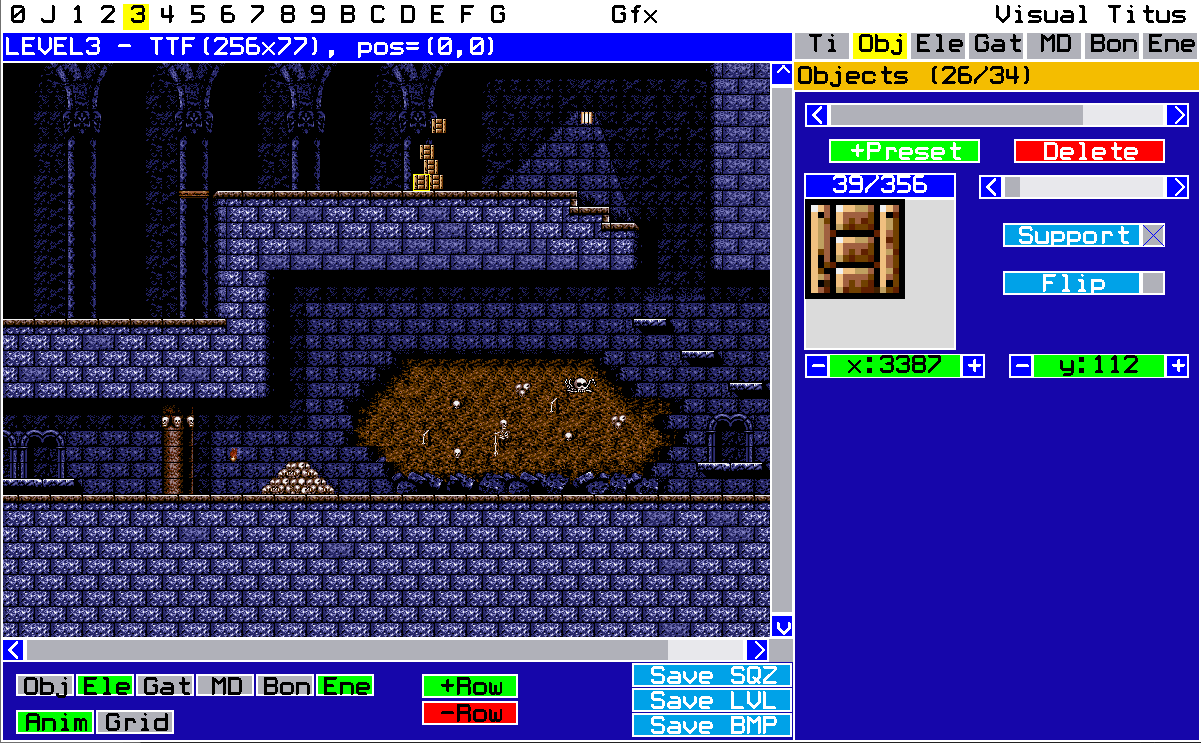 0 J 1 2 3 4 5 6 7 8 9 B C D E F G Gfx Visual Titus
LEVEL3 - TTF(256x77), pos=(0,0)
Ti Obj Ele Gat MD Bon Ene
Objects (26/34)
< >
+Preset Delete
39/356
< >
Support
Flip
- x:3387 + - y:112 +
< >
Obj Ele Gat MD Bon Ene
Anim Grid
+Row
-Row
Save SQZ
Save LVL
Save BMP